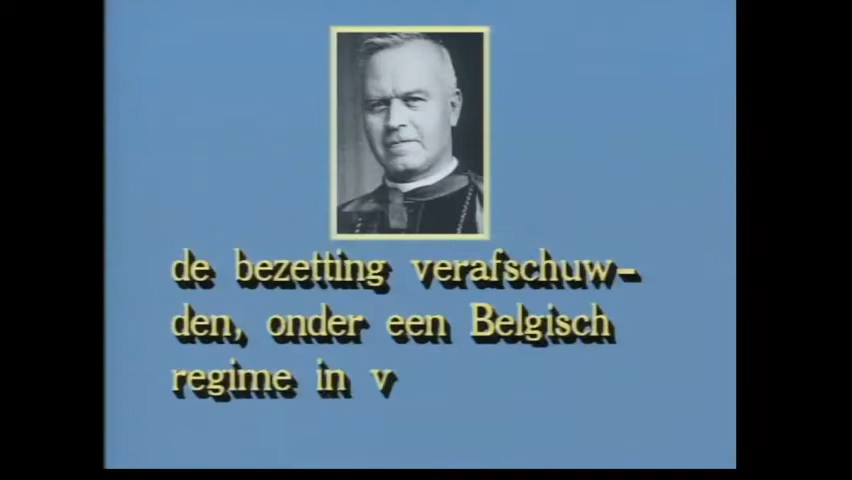 de bezetting verafschuw-
den, onder een Belgisch
regime in v